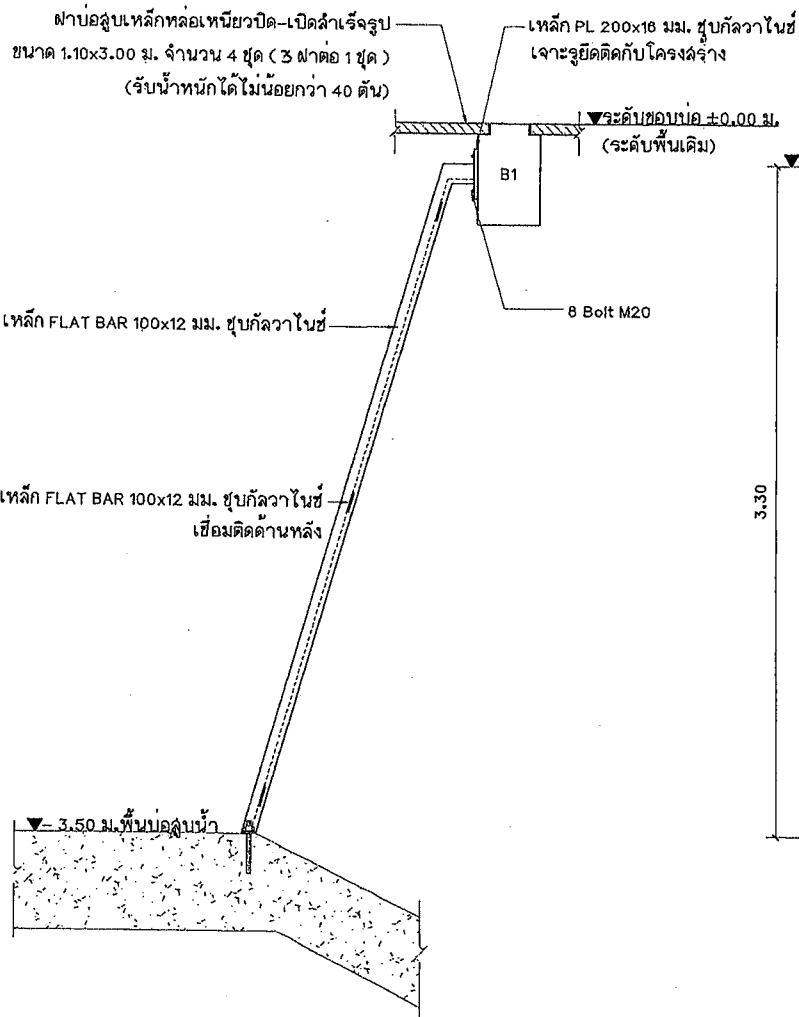 ฝาบ่อสูบเหล็กหล่อเหนียวปิด-เปิดสำเร็จรูป
ขนาด 1.10x3.00 ม. จำนวน 4 ชุด ( 3 ฝาต่อ 1 ชุด )
(รับน้ำหนักได้ไม่น้อยกว่า 40 ตัน)
เหล็ก PL 200x16 มม. ชุบกัลวาไนซ์
เจาะรูยึดติดกับโครงสร้าง
ระดับขอบบ่อ ±0.00 ม.
(ระดับพื้นเดิม)
B1
8 Bolt M20
เหล็ก FLAT BAR 100x12 มม. ชุบกัลวาไนซ์
เหล็ก FLAT BAR 100x12 มม. ชุบกัลวาไนซ์
เชื่อมติดด้านหลัง
3.30
- 3.50 ม.พื้นบ่อสูบน้ำ